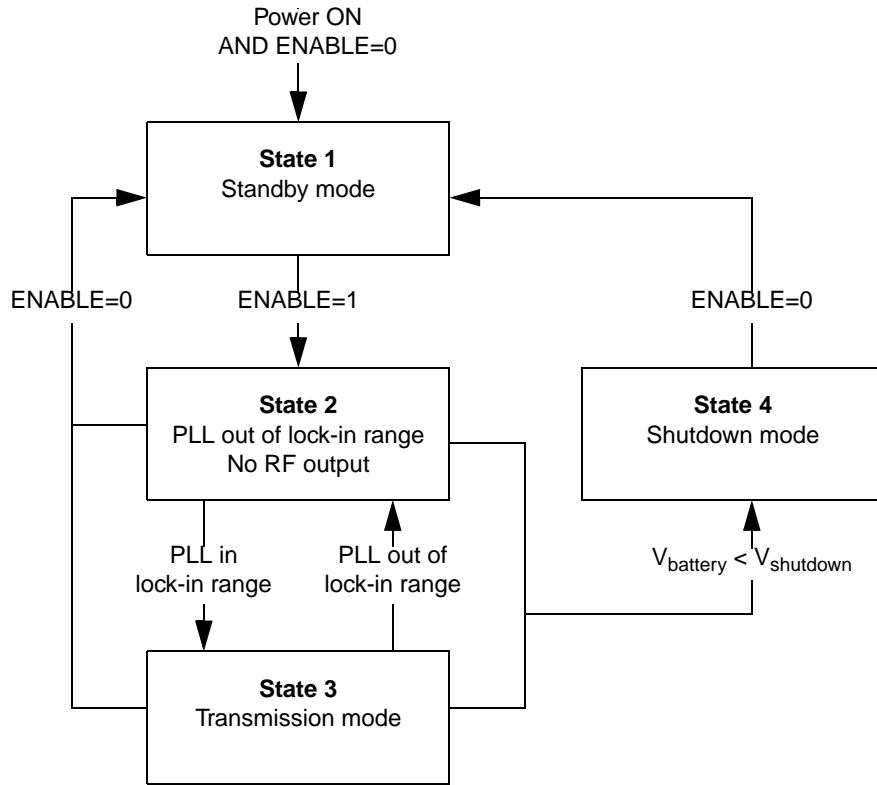 Power ON
AND ENABLE=0
State 1
Standby mode
ENABLE=0
ENABLE=1
ENABLE=0
State 2
PLL out of lock-in range
No RF output
State 4
Shutdown mode
PLL in
lock-in range
PLL out of
lock-in range
Vbattery < Vshutdown
State 3
Transmission mode